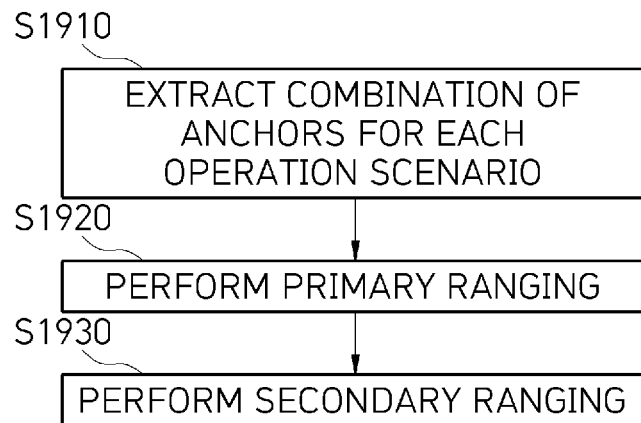 S1910
EXTRACT COMBINATION OF
ANCHORS FOR EACH
OPERATION SCENARIO
S1920
PERFORM PRIMARY RANGING
S1930
PERFORM SECONDARY RANGING